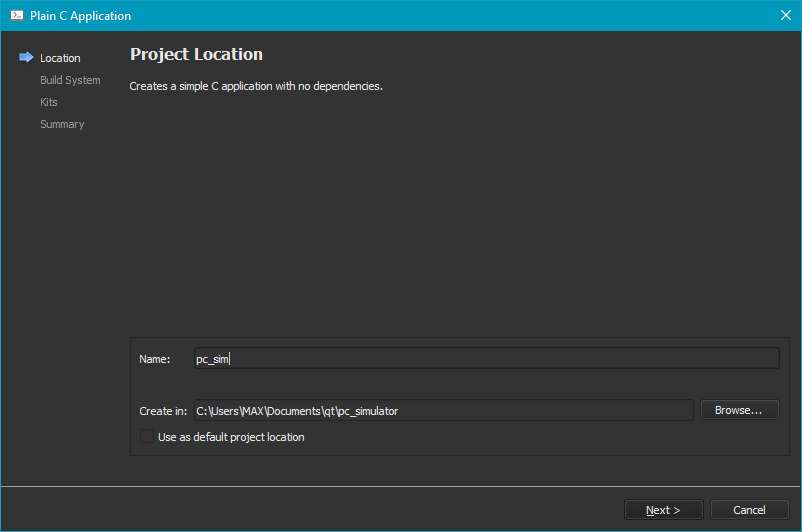 Plain C Application
Location
Build System
Kits
Summary
Project Location
Creates a simple C application with no dependencies.
Name: pc_sim
Create in: C:\Users\MAX\Documents\qt\pc_simulator Browse...
Use as default project location
Next > Cancel